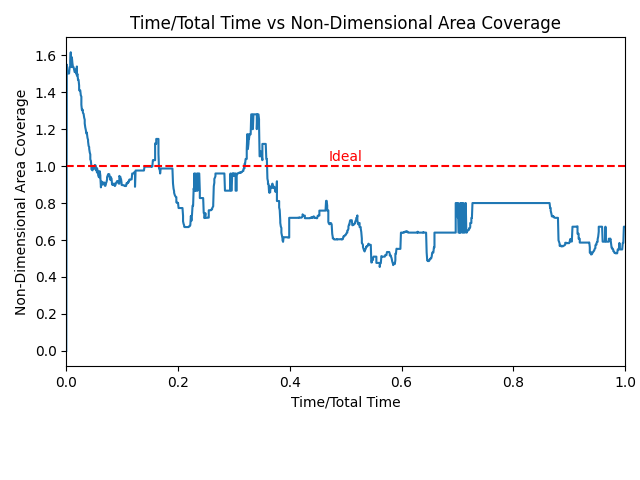 Time/Total Time vs Non-Dimensional Area Coverage
Non-Dimensional Area Coverage
1.6
1.4
1.2
1.0
0.8
0.6
0.4
0.2
0.0
Ideal
0.0 0.2 0.4 0.6 0.8 1.0
Time/Total Time